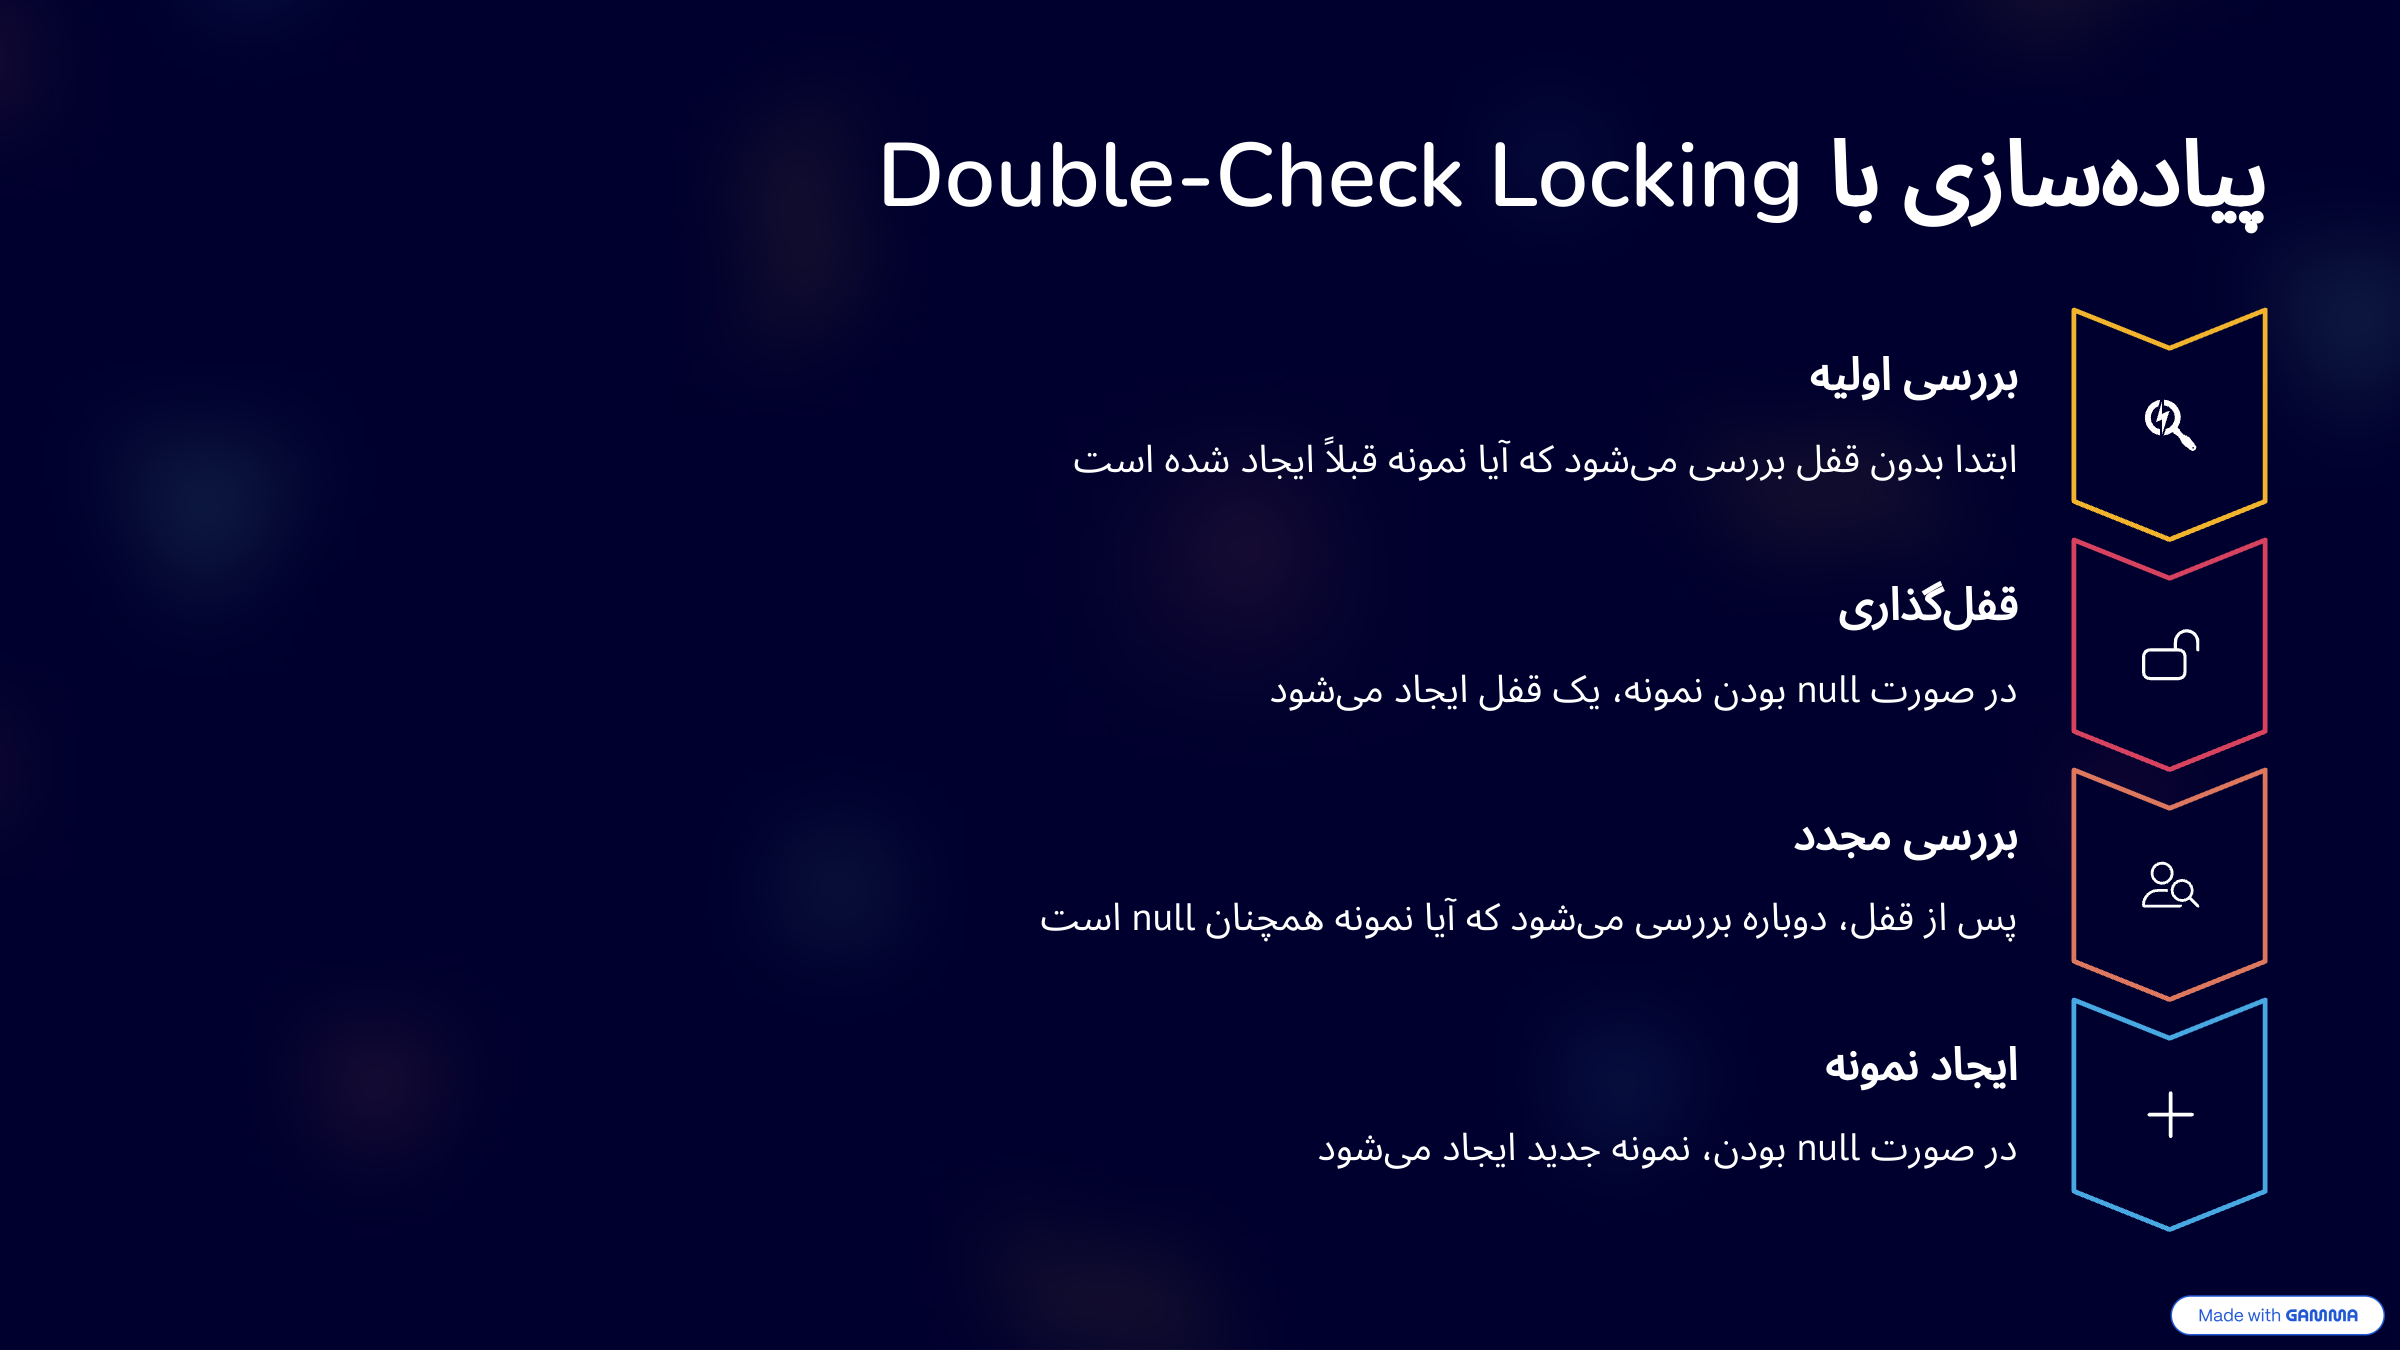 پیاده‌سازی با Double-Check Locking
بررسی اولیه
ابتدا بدون قفل بررسی می‌شود که آیا نمونه قبلاً ایجاد شده است
قفل‌گذاری
در صورت null بودن نمونه، یک قفل ایجاد می‌شود
بررسی مجدد
پس از قفل، دوباره بررسی می‌شود که آیا نمونه همچنان null است
ایجاد نمونه
در صورت null بودن، نمونه جدید ایجاد می‌شود
Made with GAMMA